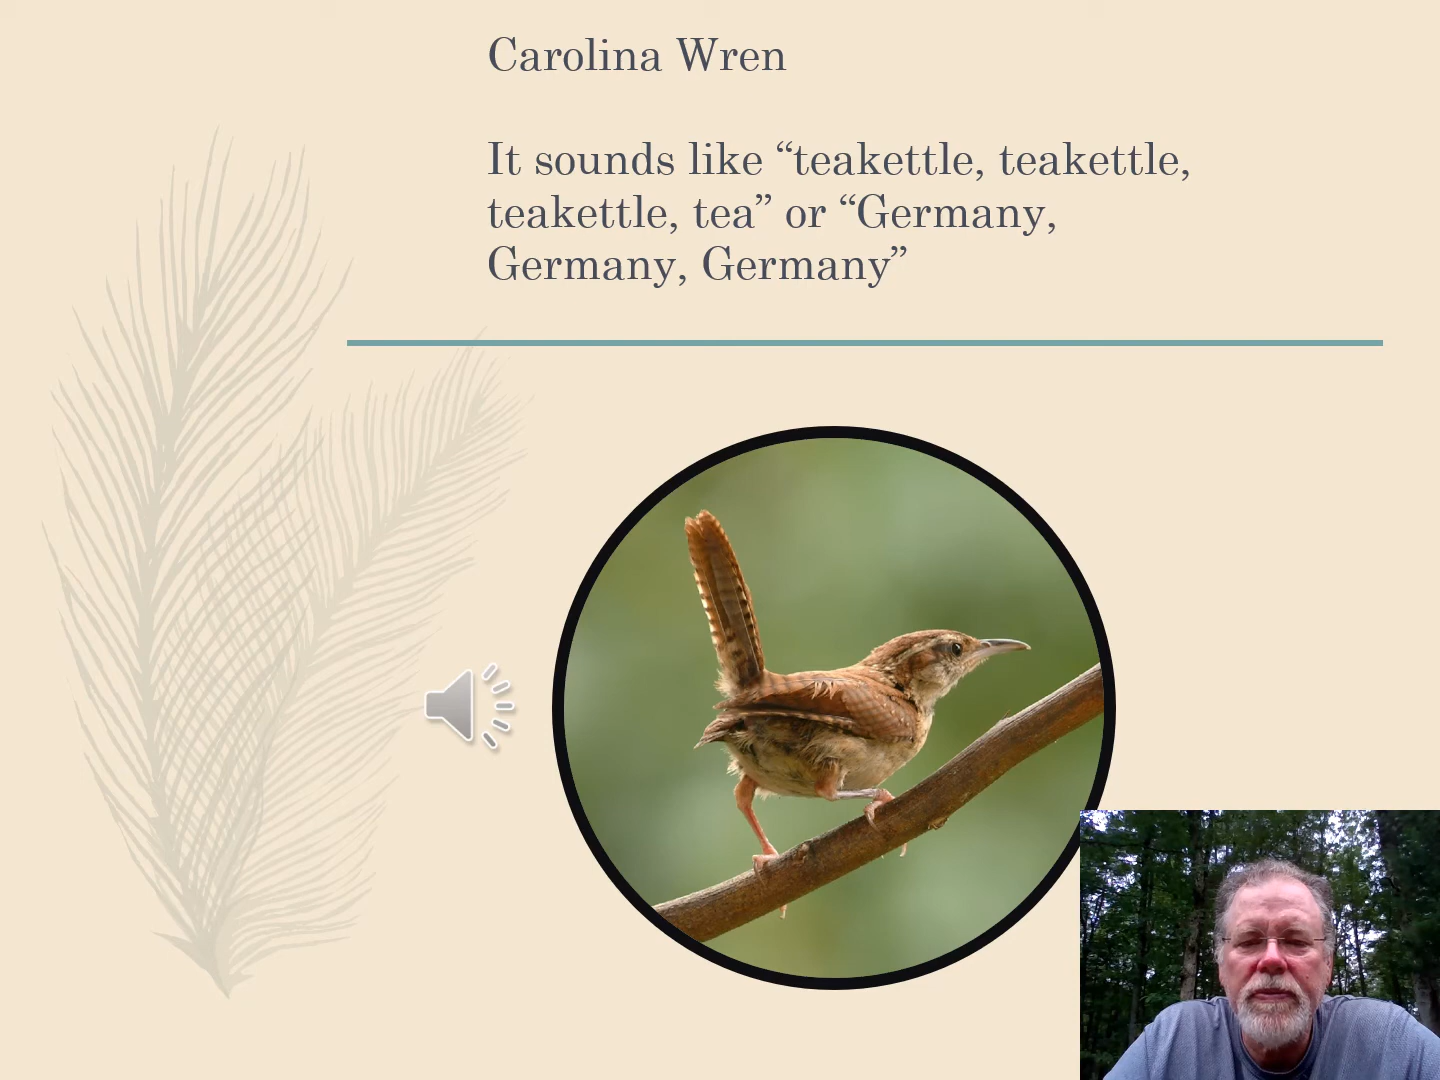 Carolina Wren
It sounds like “teakettle, teakettle,
teakettle, tea” or “Germany,
Germany, Germany”